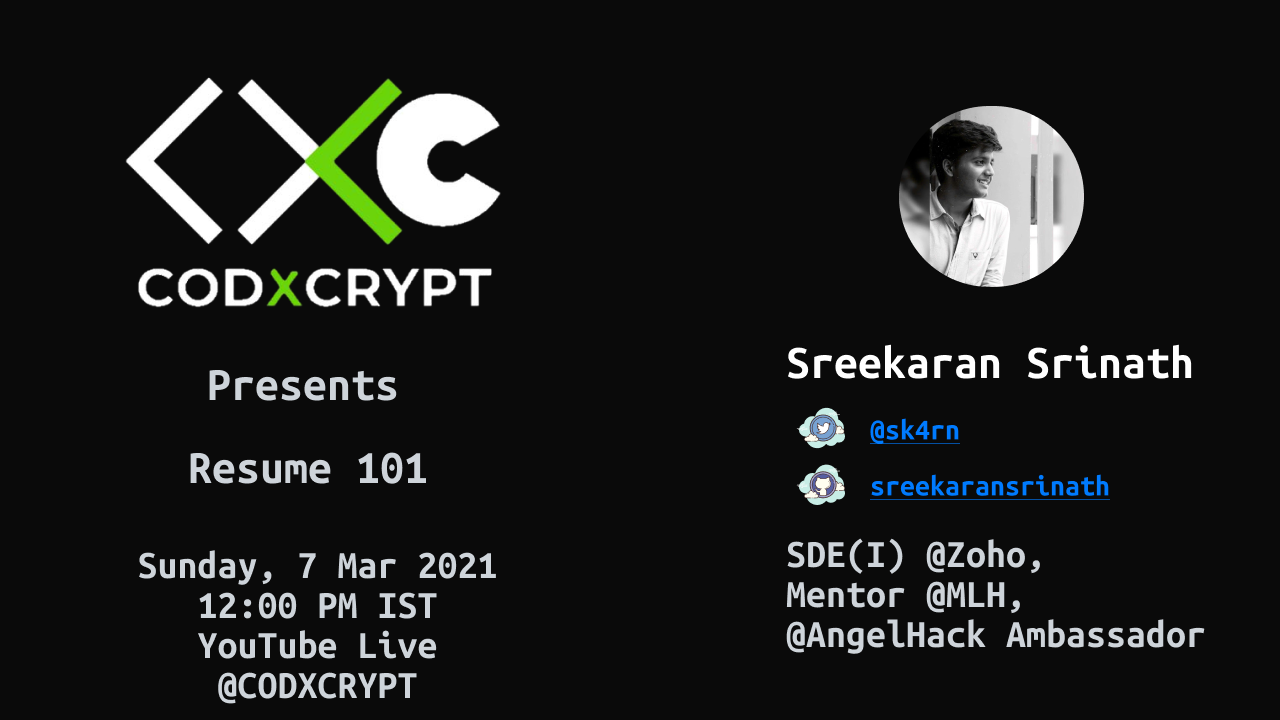 CODXCRYPT
Presents
Resume 101
Sunday, 7 Mar 2021
12:00 PM IST
YouTube Live
@CODXCRYPT
Sreekaran Srinath
@sk4rn
sreekaransrinath
SDE(I) @Zoho,
Mentor @MLH,
@AngelHack Ambassador